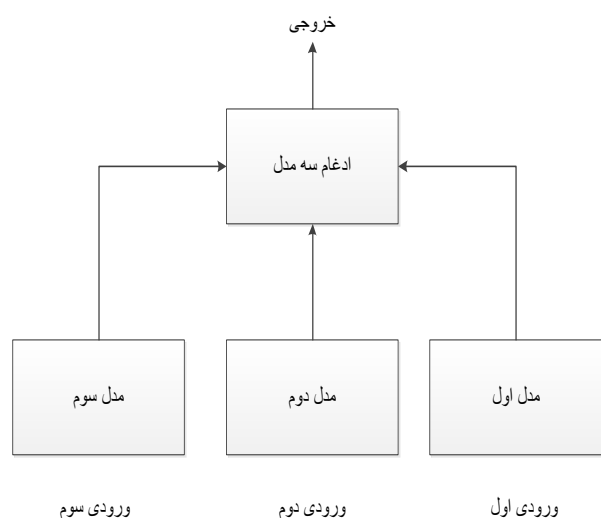 خروجی
ادغام سه مدل
مدل اول
مدل دوم
مدل سوم
ورودی اول
ورودی دوم
ورودی سوم